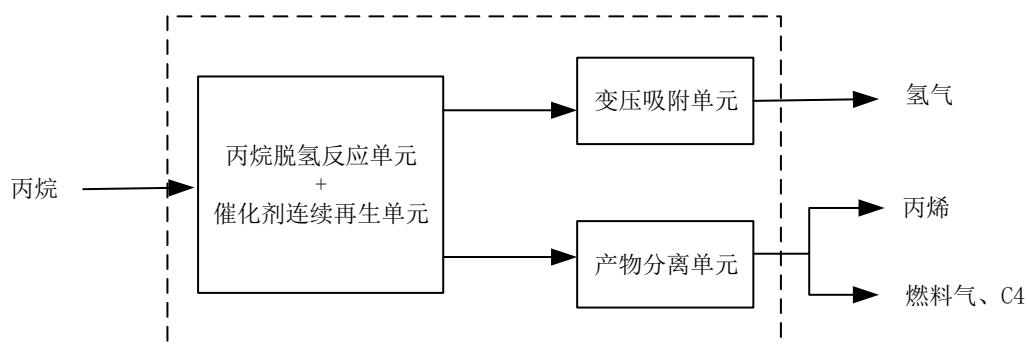 丙烷
丙烷脱氢反应单元
+
催化剂连续再生单元
变压吸附单元
氢气
产物分离单元
丙烯
燃料气、C4